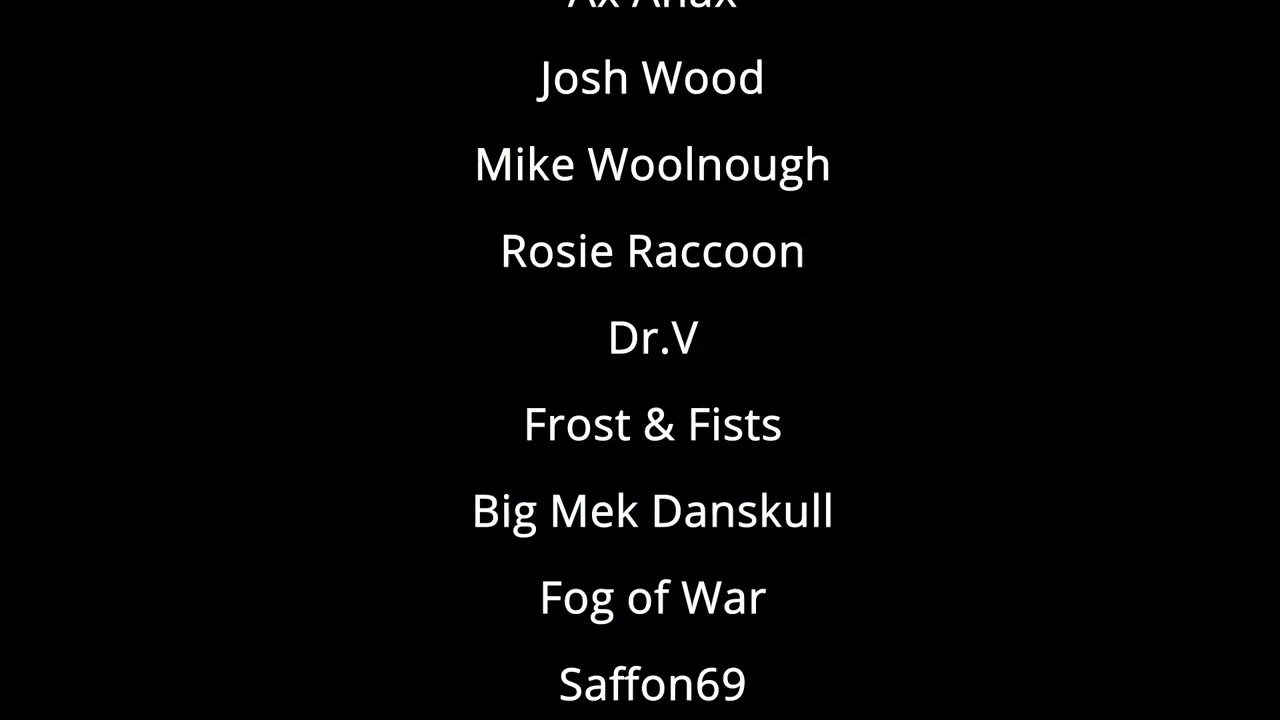 Josh Wood
Mike Woolnough
Rosie Raccoon
Dr.V
Frost & Fists
Big Mek Danskull
Fog of War
Saffon69